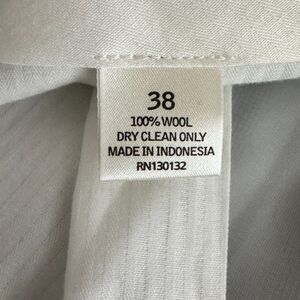 38
100% WOOL
DRY CLEAN ONLY
MADE IN INDONESIA
RN130132